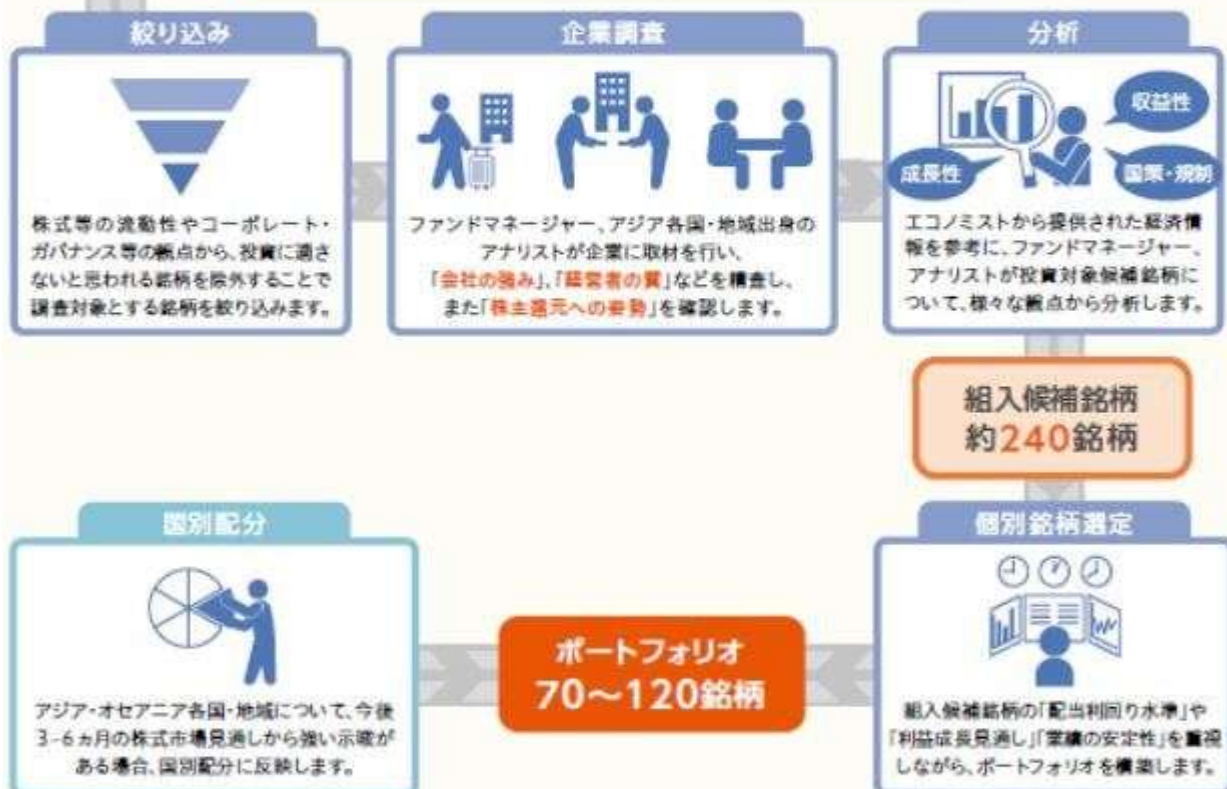 絞り込み
株式等の流動性やコーポレート・
ガバナンス等の観点から、投資に適さ
ないと思われる銘柄を除外することで
調査対象とする銘柄を絞り込みます。
企業調査
ファンドマネージャー、アジア各国・地域出身の
アナリストが企業に取材を行い、
「会社の強み」、「経営者の質」などを精査し、
また「株主還元への姿勢」を確認します。
分析
収益性
成長性
国策・規制
エコノミストから提供された経済情
報を参考に、ファンドマネージャー、
アナリストが投資対象候補銘柄に
ついて、様々な観点から分析します。
組入候補銘柄
約240銘柄
個別銘柄選定
組入候補銘柄の「配当利回り水準」や
「利益成長見通し」「業績の安定性」を重視
しながら、ポートフォリオを構築します。
ポートフォリオ
70〜120銘柄
国別配分
アジア・オセアニア各国・地域について、今後
3-6ヵ月の株式市場見通しから強い示唆が
ある場合、国別配分に反映します。